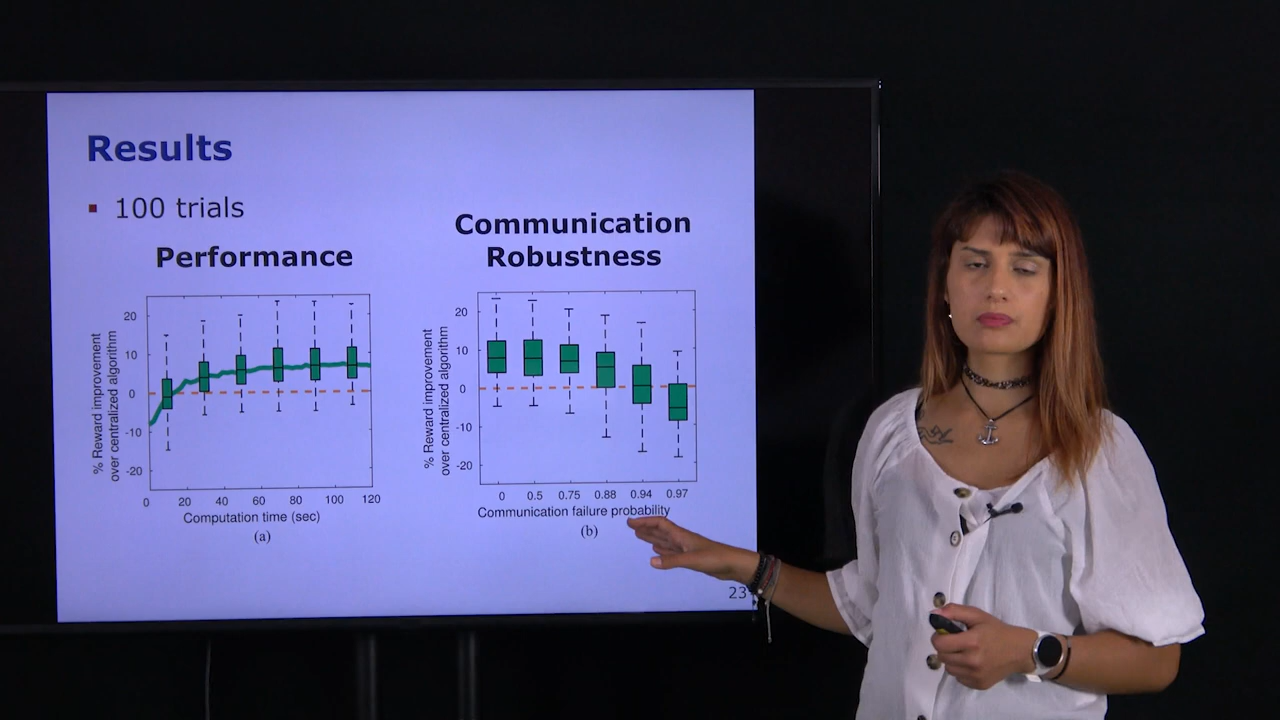 Results
▪ 100 trials
Performance
% Reward improvement
over centralized algorithm
20
10
0
-10
-20
0 20 40 60 80 100 120
Computation time (sec)
(a)
Communication
Robustness
% Reward improvement
over centralized algorithm
20
10
0
-10
-20
0 0.5 0.75 0.88 0.94 0.97
Communication failure probability
(b)
23